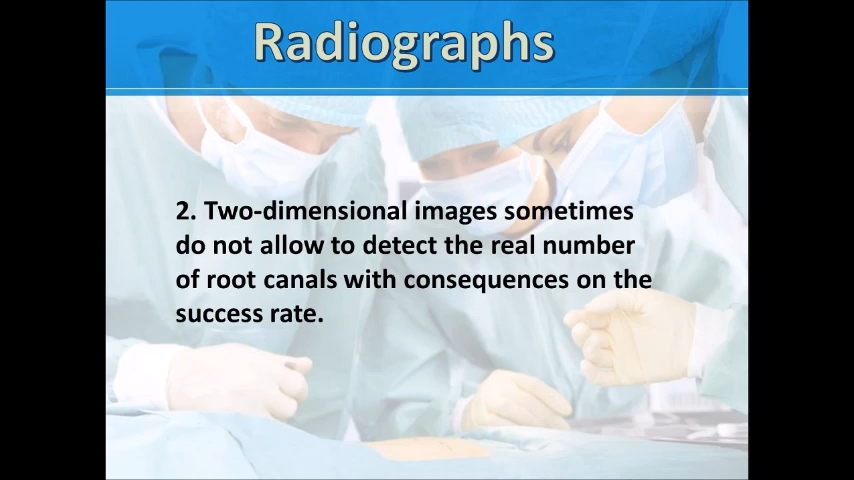 Radiographs
2. Two-dimensional images sometimes
do not allow to detect the real number
of root canals with consequences on the
success rate.